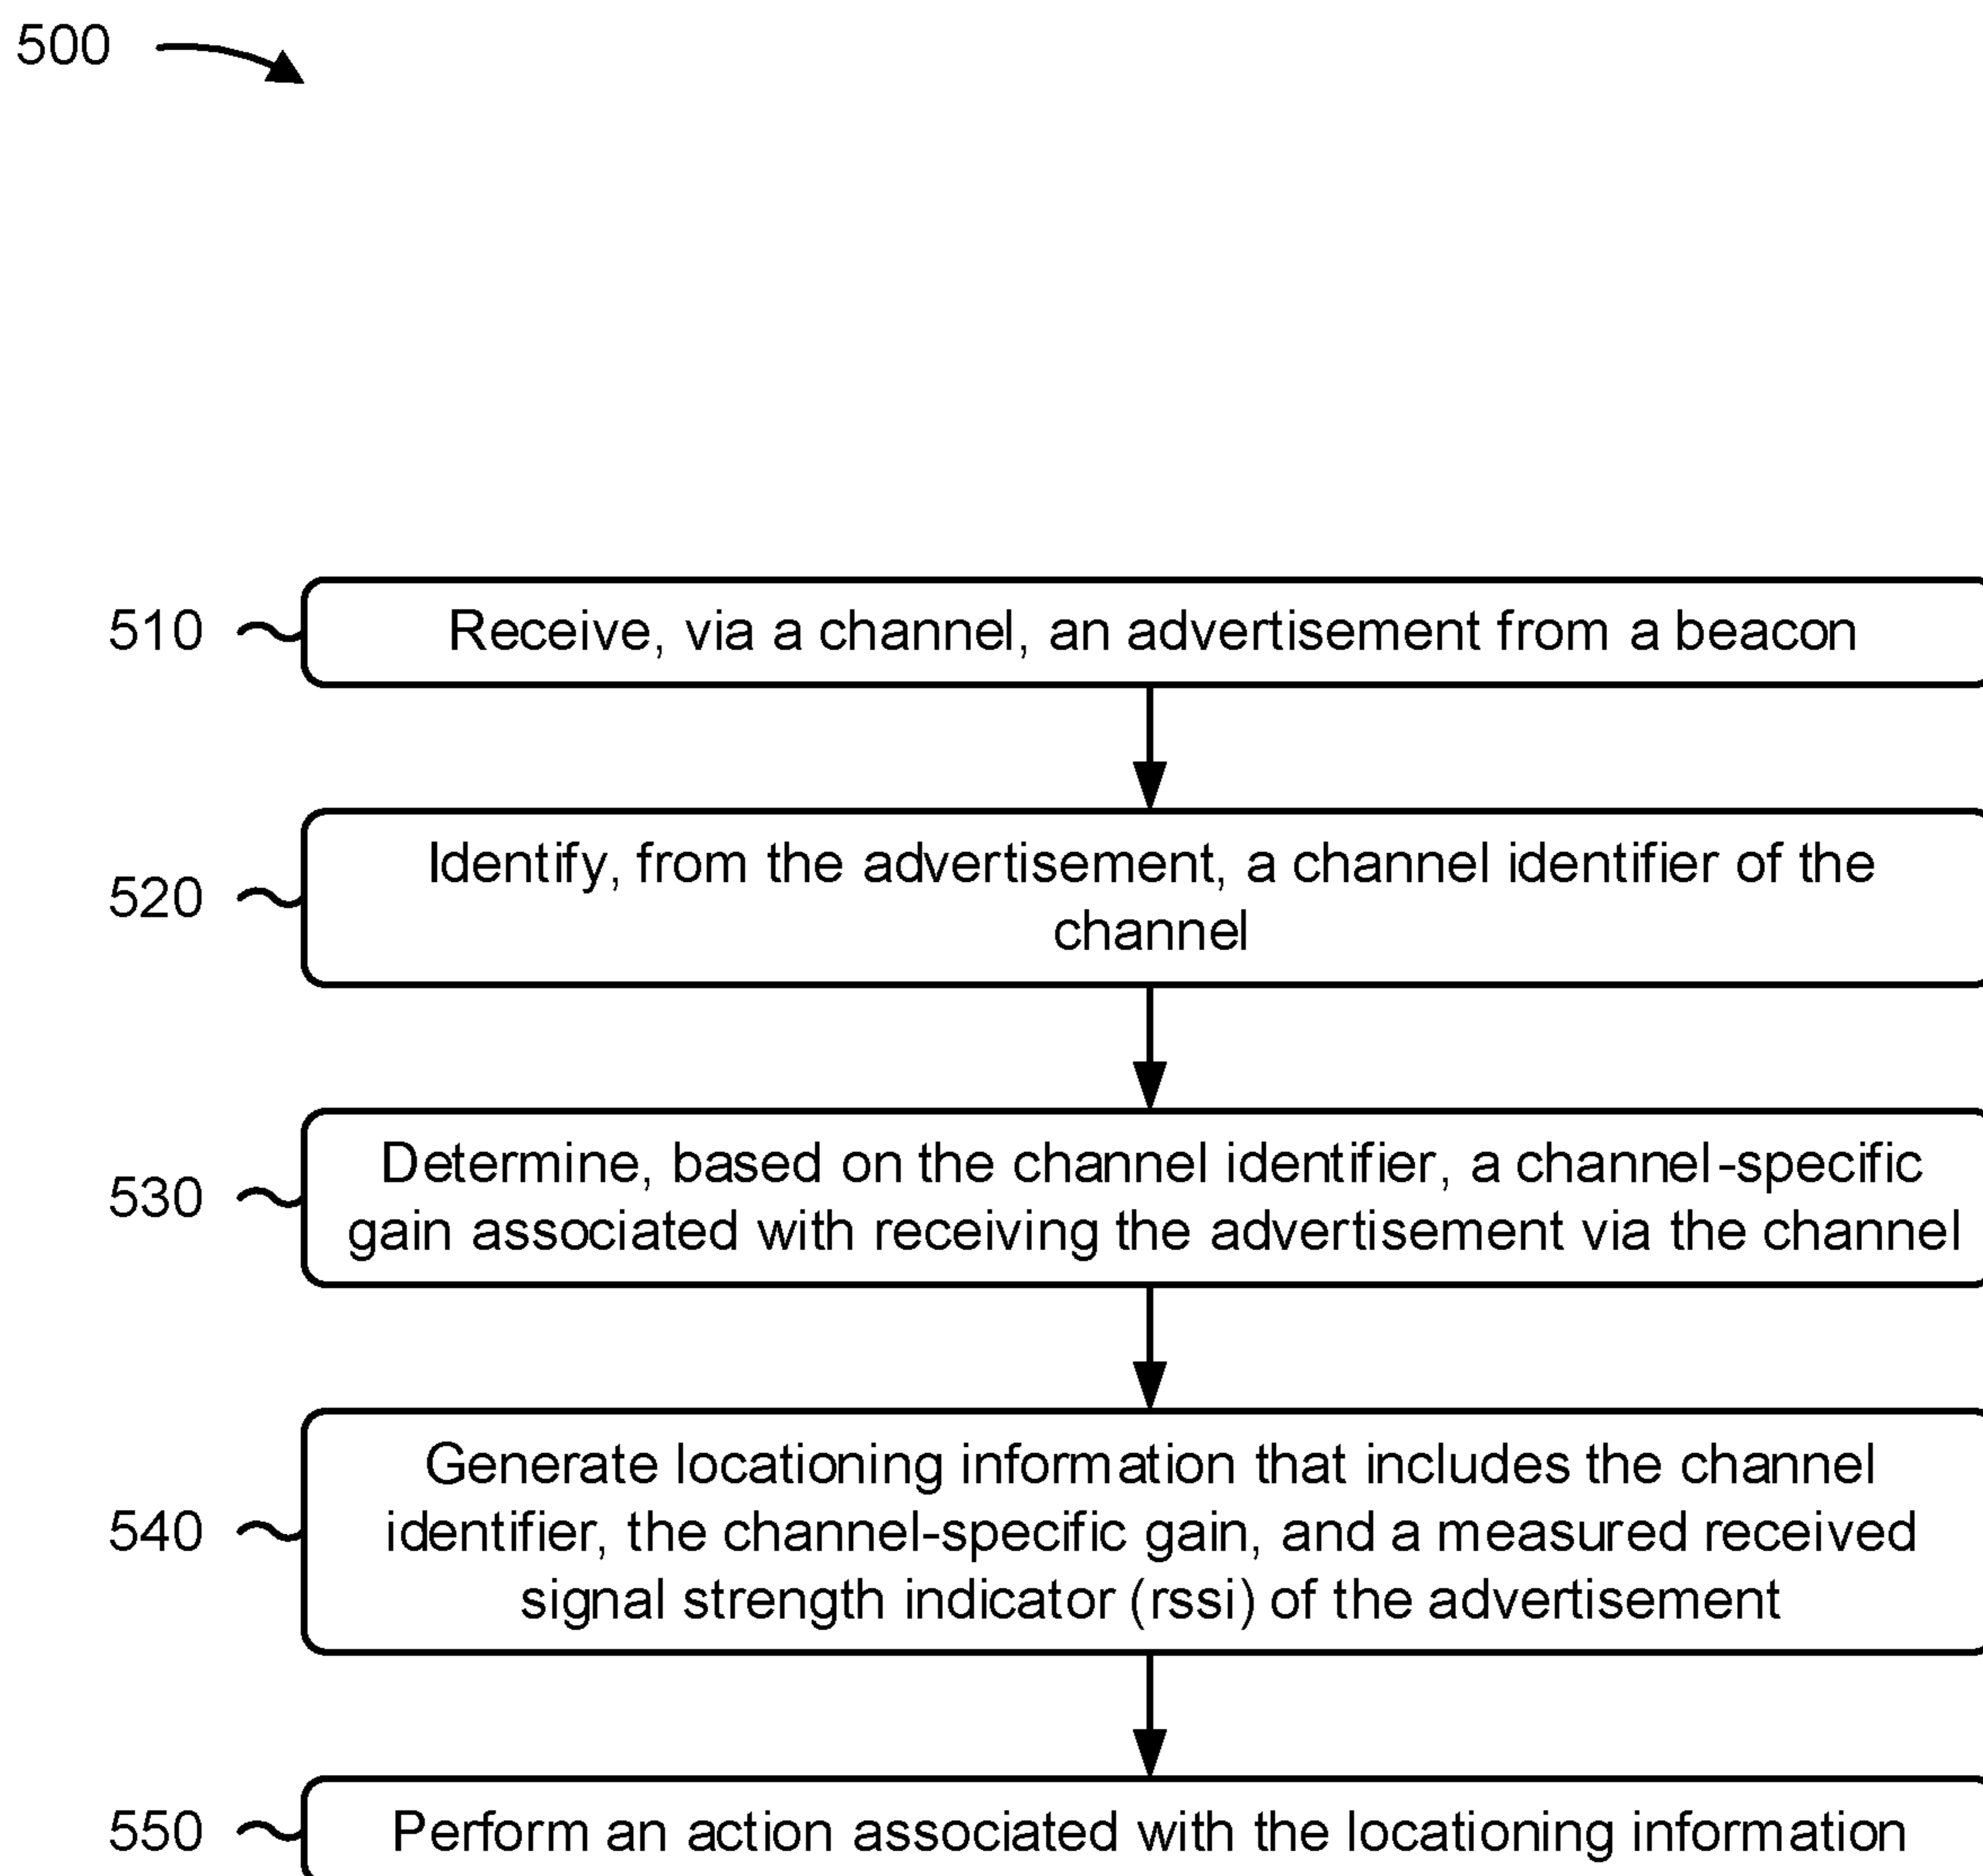 500
510
Receive, via a channel, an advertisement from a beacon
520
Identify, from the advertisement, a channel identifier of the
channel
530
Determine, based on the channel identifier, a channel-specific
gain associated with receiving the advertisement via the channel
540
Generate locationing information that includes the channel
identifier, the channel-specific gain, and a measured received
signal strength indicator (rssi) of the advertisement
550
Perform an action associated with the locationing information